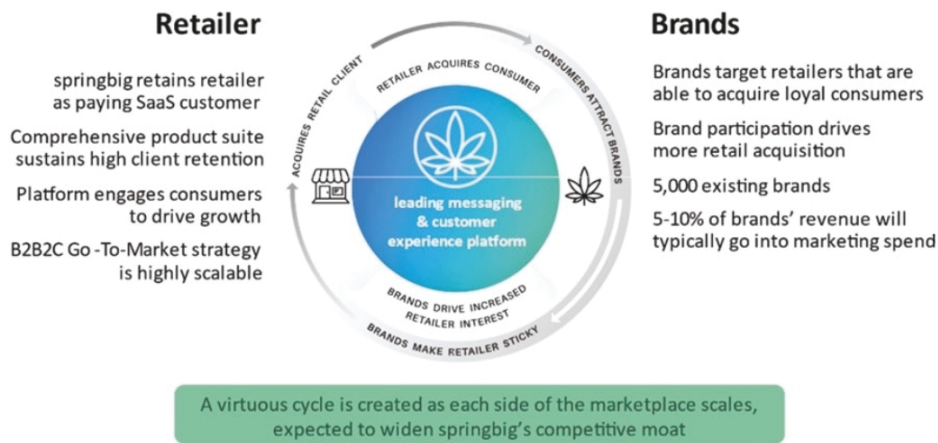 Retailer
springbig retains retailer
as paying SaaS customer
Comprehensive product suite
sustains high client retention
Platform engages consumers
to drive growth
B2B2C Go -To-Market strategy
is highly scalable
ACQUIRES RETAIL CLIENT
RETAILER ACQUIRES CONSUMER
CONSUMERS ATTRACT BRANDS
leading messaging
& customer
experience platform
BRANDS DRIVE INCREASED
RETAILER INTEREST
BRANDS MAKE RETAILER STICKY
Brands
Brands target retailers that are
able to acquire loyal consumers
Brand participation drives
more retail acquisition
5,000 existing brands
5-10% of brands' revenue will
typically go into marketing spend
A virtuous cycle is created as each side of the marketplace scales,
expected to widen springbig's competitive moat